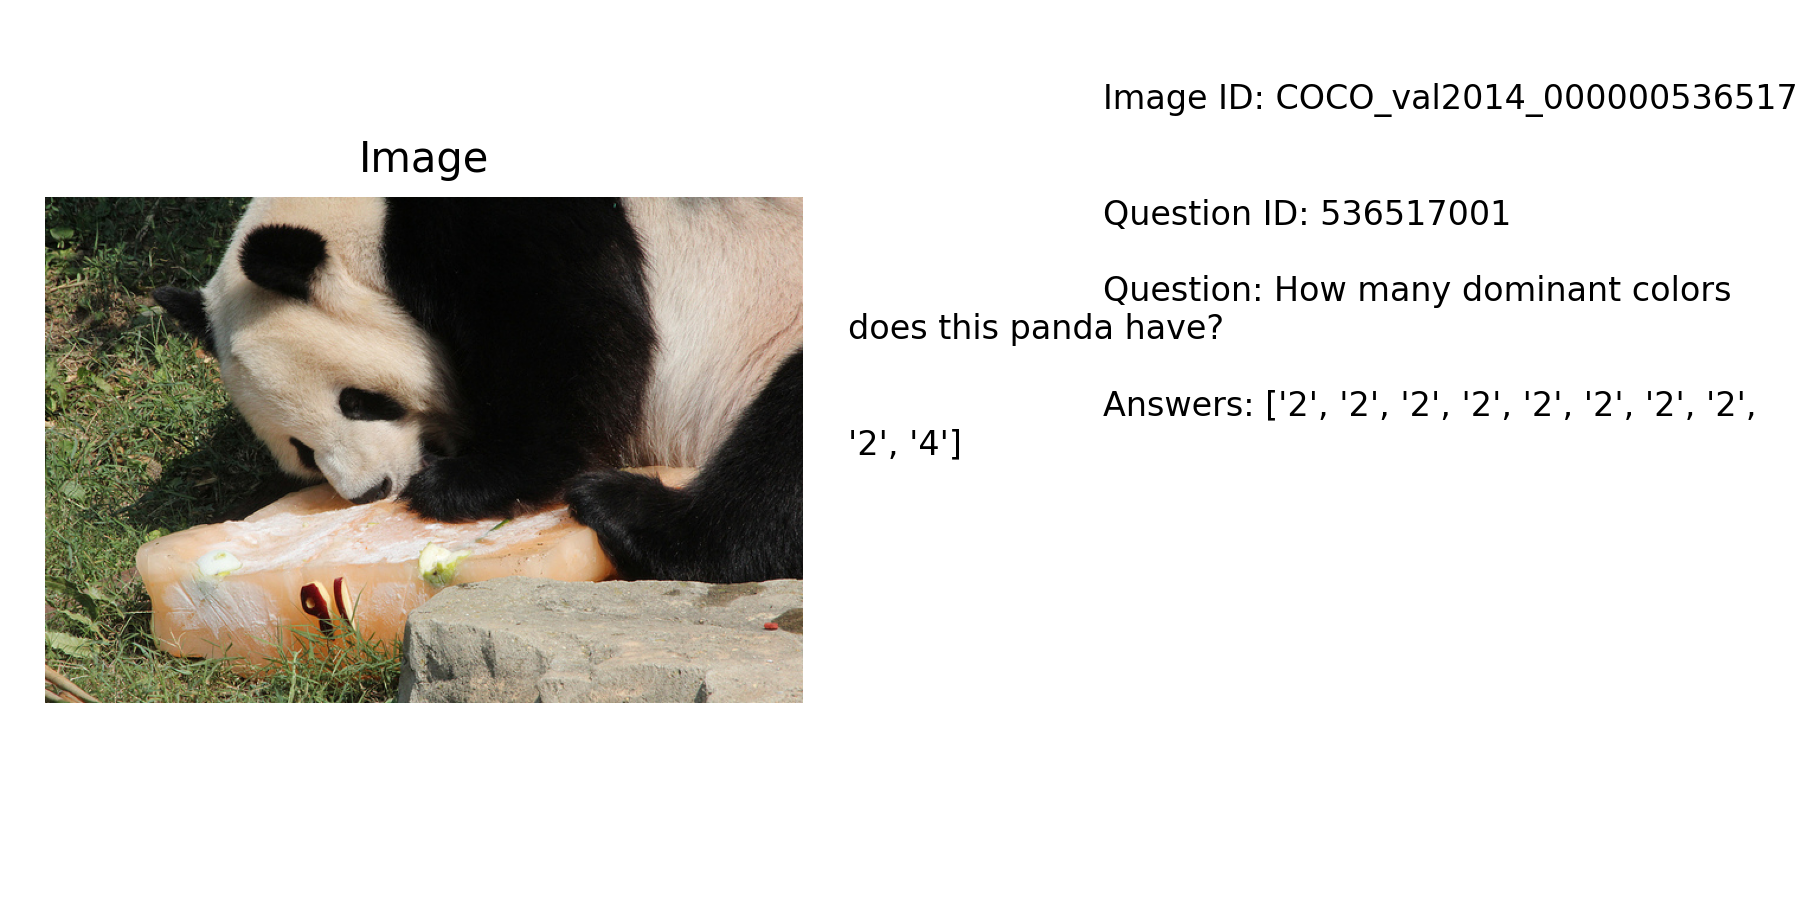 Image
Image ID: COCO_val2014_000000536517
Question ID: 536517001
Question: How many dominant colors
does this panda have?
Answers: ['2', '2', '2', '2', '2', '2', '2', '2',
'2', '4']